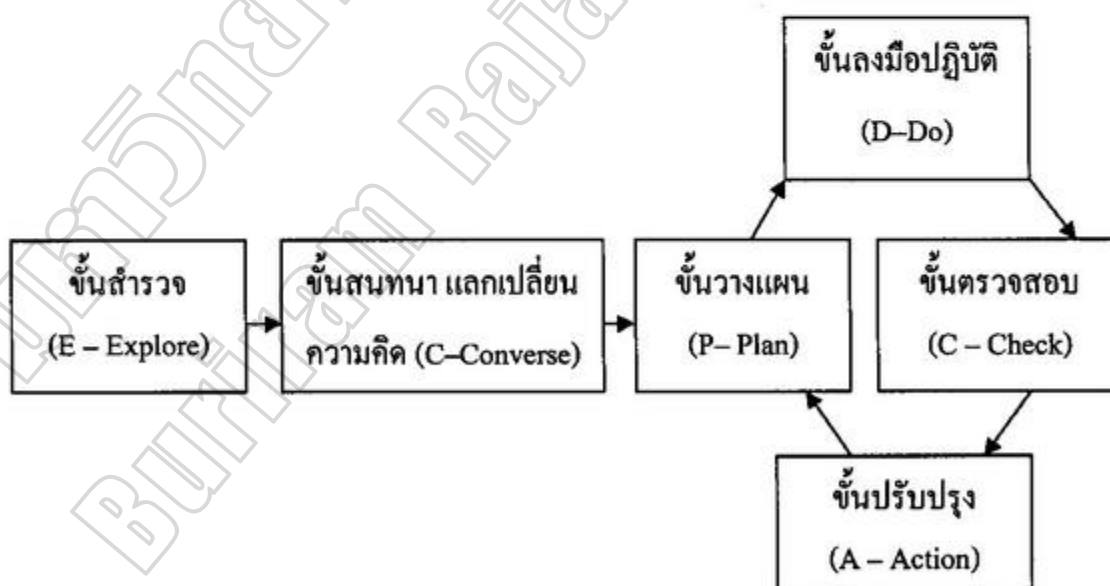 ขั้นลงมือปฏิบัติ
(D–Do)
ขั้นสำรวจ
(E – Explore)
ขั้นสนทนา แลกเปลี่ยน
ความคิด (C–Converse)
ขั้นวางแผน
(P– Plan)
ขั้นตรวจสอบ
(C – Check)
ขั้นปรับปรุง
(A – Action)
Buriram Raja